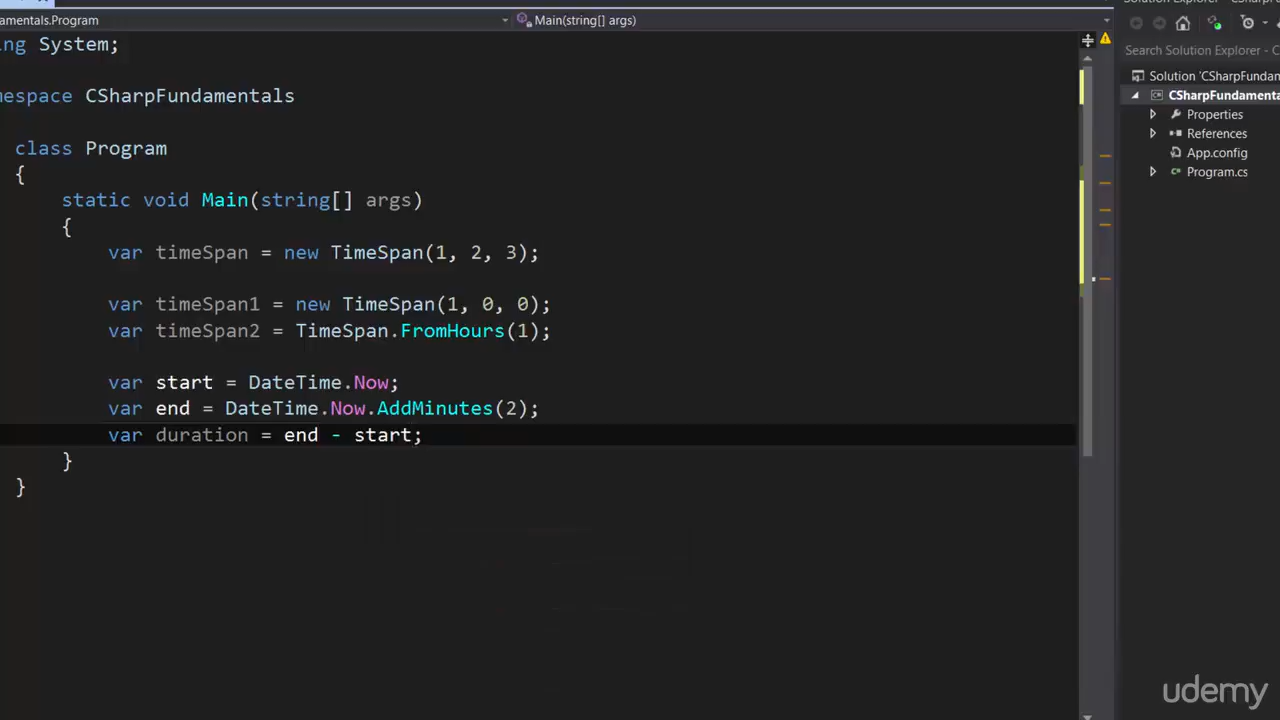 amentals.Program Main(string[] args)
ng System;
espace CSharpFundamentals
class Program
{
static void Main(string[] args)
{
var timeSpan = new TimeSpan(1, 2, 3);
var timeSpan1 = new TimeSpan(1, 0, 0);
var timeSpan2 = TimeSpan.FromHours(1);
var start = DateTime.Now;
var end = DateTime.Now.AddMinutes(2);
var duration = end - start;
}
}
Search Solution Explorer - C
Solution 'CSharpFundan
CSharpFundamenta
Properties
References
App.config
Program.cs
udemy